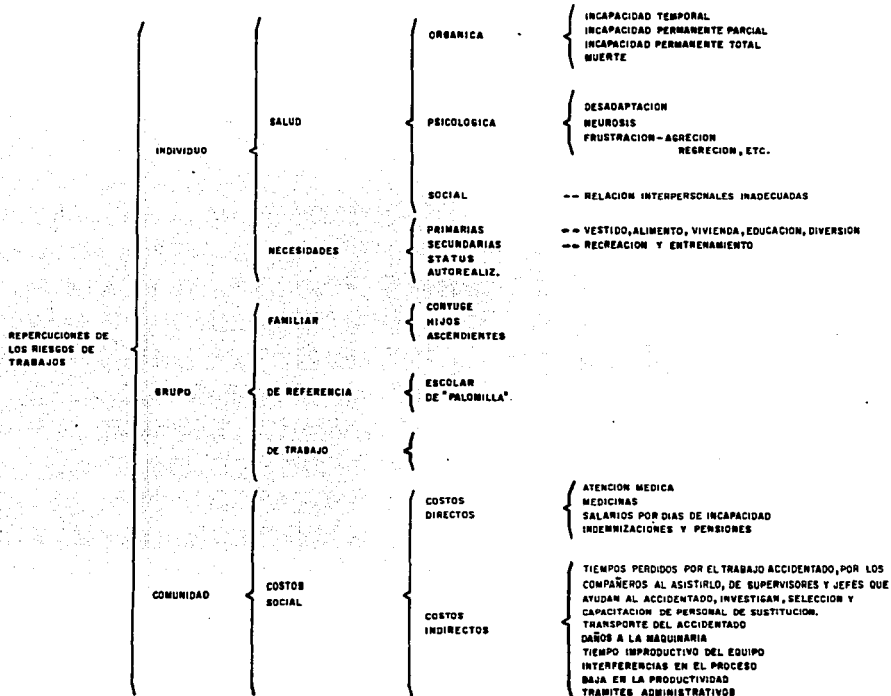 REPERCUCIONES DE
LOS RIESGOS DE
TRABAJOS
INDIVIDUO
SALUD
ORGANICA
INCAPACIDAD TEMPORAL
INCAPACIDAD PERMANENTE PARCIAL
INCAPACIDAD PERMANENTE TOTAL
MUERTE
PSICOLOGICA
DESADAPTACION
NEUROSIS
FRUSTRACION-AGRECION
REGRECION, ETC.
SOCIAL
-- RELACION INTERPERSONALES INADECUADAS
NECESIDADES
PRIMARIAS
-- VESTIDO, ALIMENTO, VIVIENDA, EDUCACION, DIVERSION
SECUNDARIAS
-- RECREACION Y ENTRENAMIENTO
STATUS
AUTOREALIZ.
GRUPO
FAMILIAR
CONYUGE
HIJOS
ASCENDIENTES
DE REFERENCIA
ESCOLAR
DE "PALOMILLA".
DE TRABAJO
COMUNIDAD
COSTOS
SOCIAL
COSTOS
DIRECTOS
ATENCION MEDICA
MEDICINAS
SALARIOS POR DIAS DE INCAPACIDAD
INDEMNIZACIONES Y PENSIONES
COSTOS
INDIRECTOS
TIEMPOS PERDIDOS POR EL TRABAJO ACCIDENTADO, POR LOS
COMPAÑEROS AL ASISTIRLO, DE SUPERVISORES Y JEFES QUE
AYUDAN AL ACCIDENTADO, INVESTIGAN, SELECCION Y
CAPACITACION DE PERSONAL DE SUSTITUCION.
TRANSPORTE DEL ACCIDENTADO
DAÑOS A LA MAQUINARIA
TIEMPO IMPRODUCTIVO DEL EQUIPO
INTERFERENCIAS EN EL PROCESO
BAJA EN LA PRODUCTIVIDAD
TRAMITES ADMINISTRATIVOS